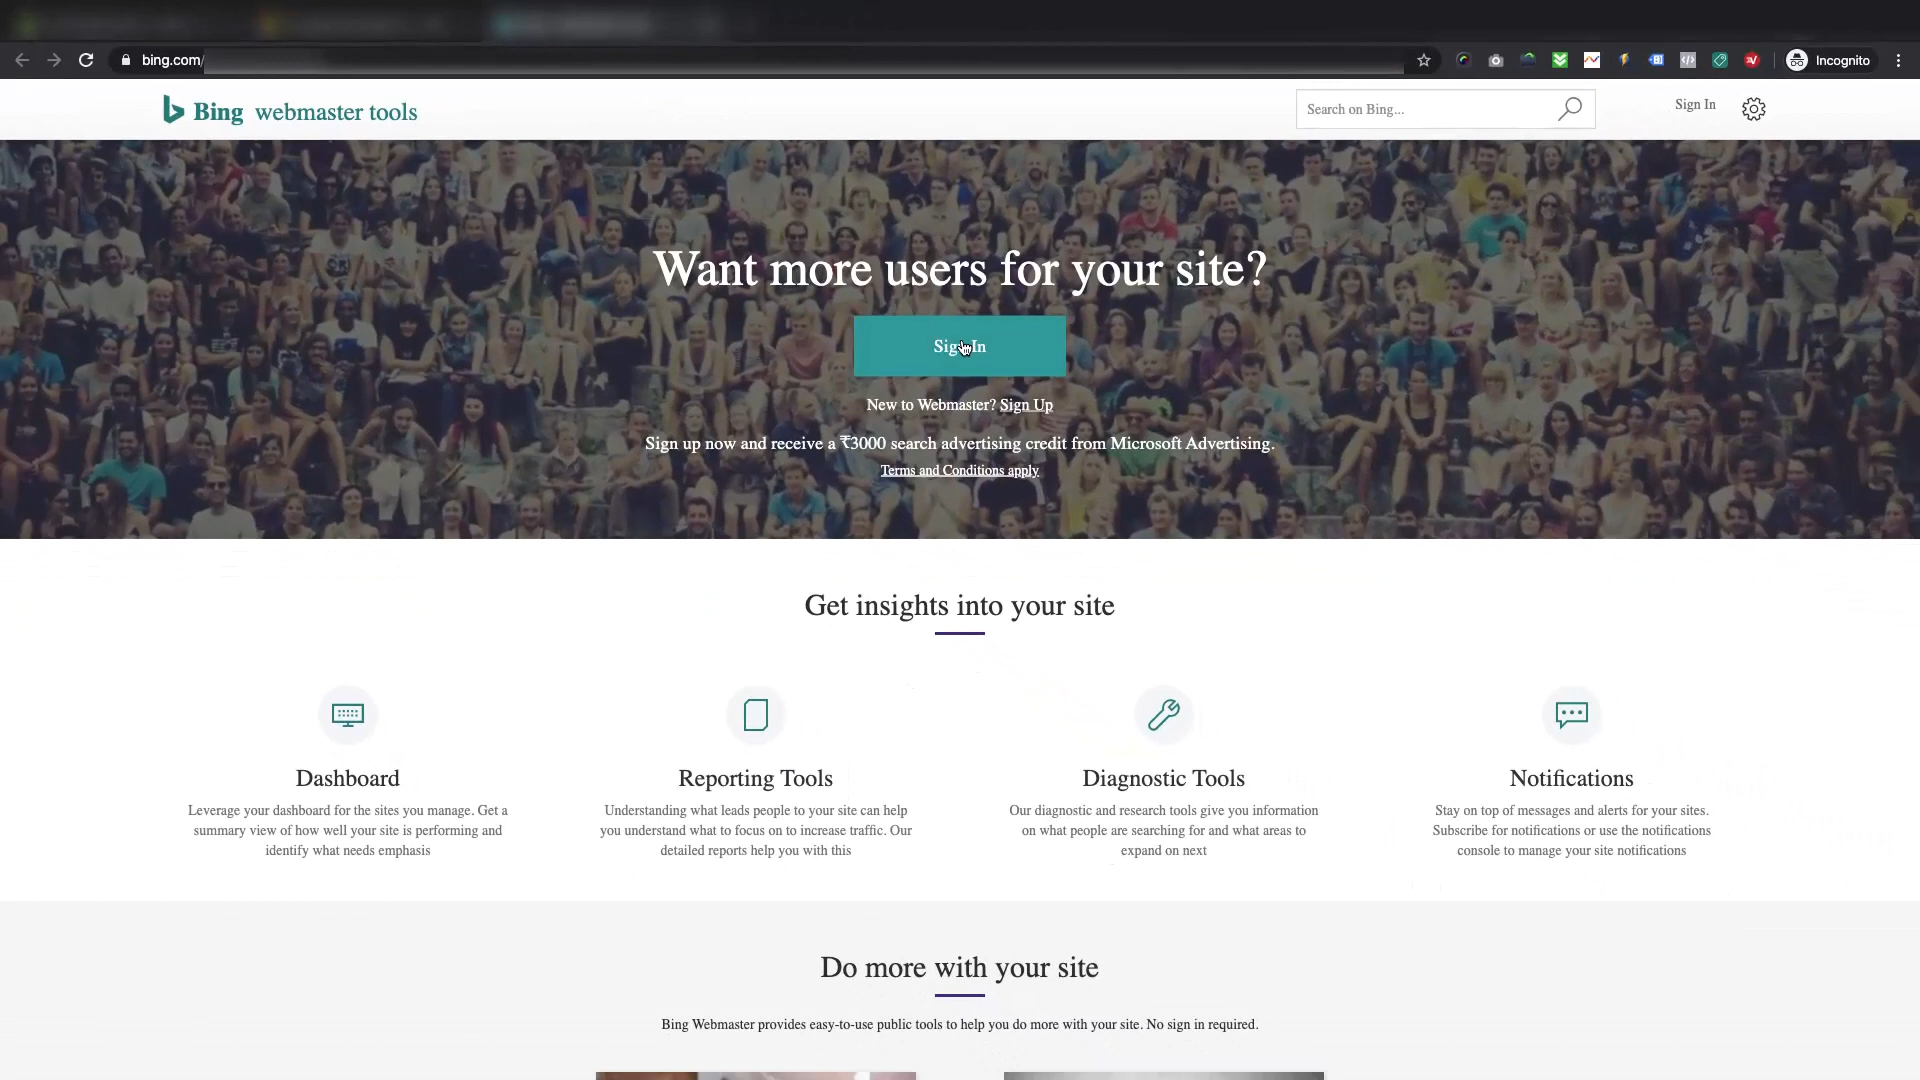 bing.com/
Incognito
Bing webmaster tools
Search on Bing...
Sign In
Want more users for your site?
Sign In
New to Webmaster? Sign Up
Sign up now and receive a ₹3000 search advertising credit from Microsoft Advertising.
Terms and Conditions apply
Get insights into your site
Dashboard
Leverage your dashboard for the sites you manage. Get a
summary view of how well your site is performing and
identify what needs emphasis
Reporting Tools
Understanding what leads people to your site can help
you understand what to focus on to increase traffic. Our
detailed reports help you with this
Diagnostic Tools
Our diagnostic and research tools give you information
on what people are searching for and what areas to
expand on next
Notifications
Stay on top of messages and alerts for your sites.
Subscribe for notifications or use the notifications
console to manage your site notifications
Do more with your site
Bing Webmaster provides easy-to-use public tools to help you do more with your site. No sign in required.